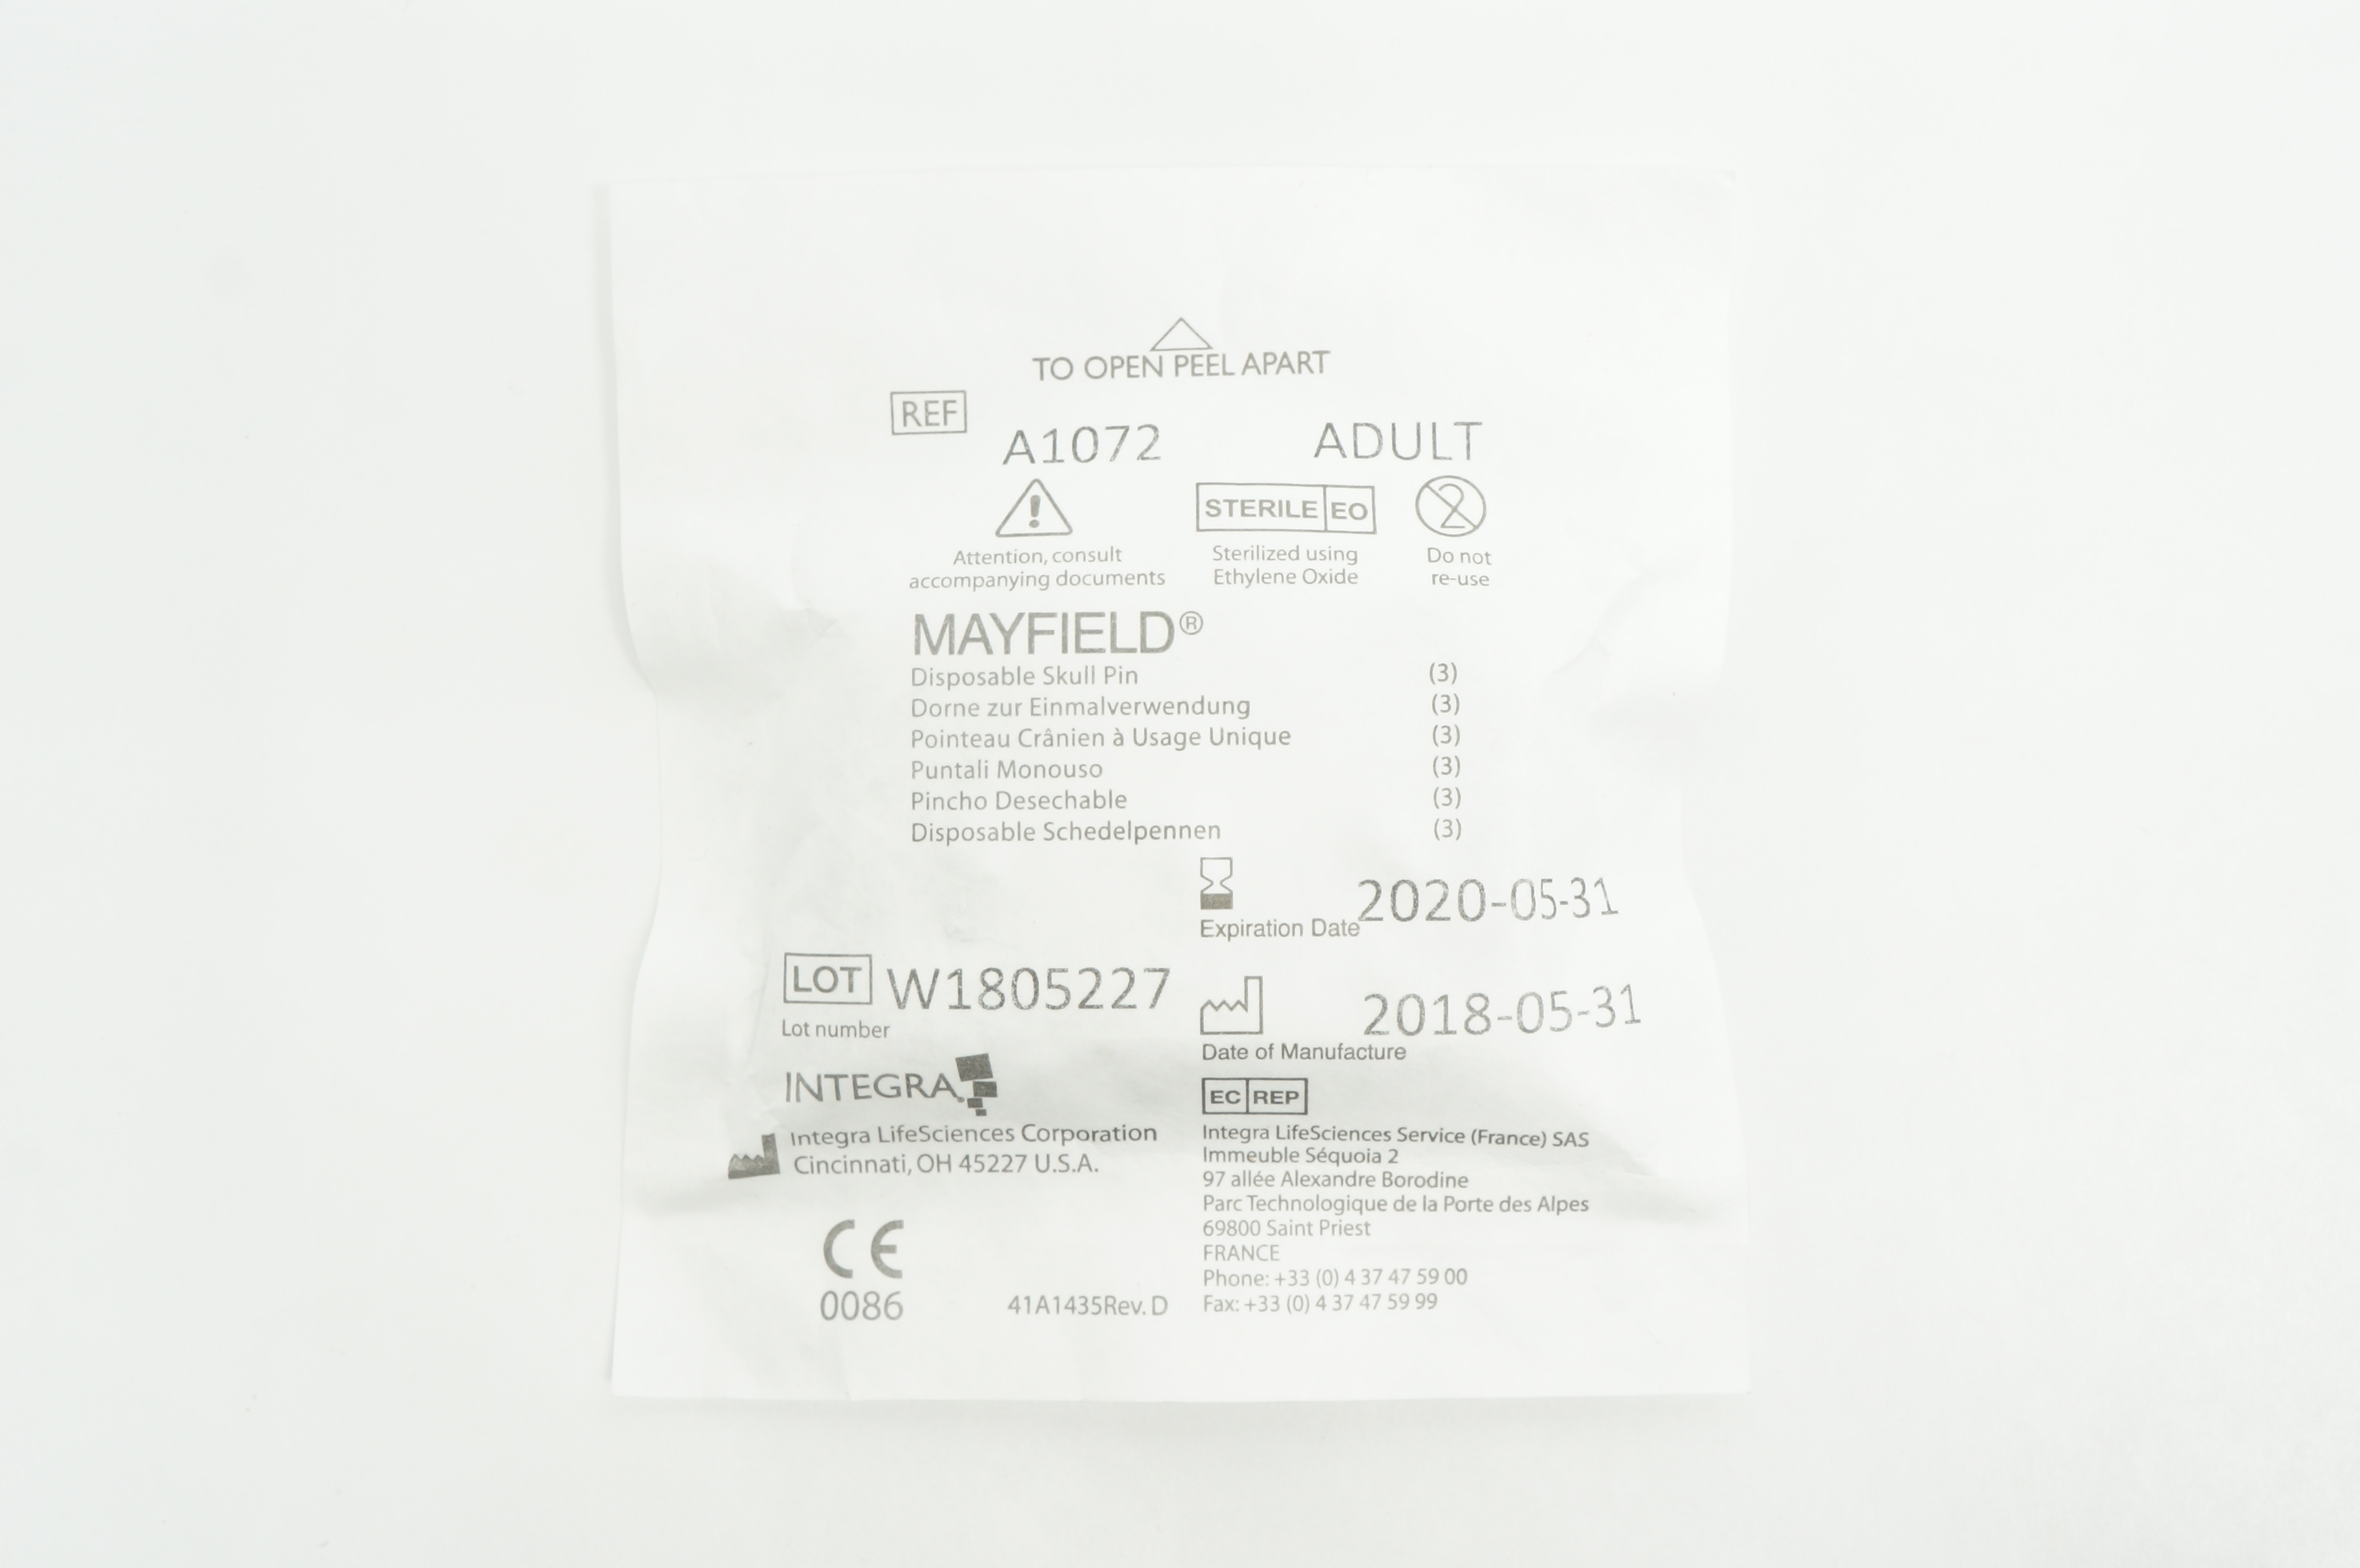 TO OPEN PEEL APART
REF
A1072 ADULT
!
STERILE EO
2
Attention, consult
accompanying documents
Sterilized using
Ethylene Oxide
Do not
re-use
MAYFIELD®
Disposable Skull Pin (3)
Dorne zur Einmalverwendung (3)
Pointeau Crânien à Usage Unique (3)
Puntali Monouso (3)
Pincho Desechable (3)
Disposable Schedelpennen (3)
Expiration Date 2020-05-31
LOT W1805227
Lot number
2018-05-31
Date of Manufacture
INTEGRA
Integra LifeSciences Corporation
Cincinnati, OH 45227 U.S.A.
EC REP
Integra LifeSciences Service (France) SAS
Immeuble Séquoia 2
97 allée Alexandre Borodine
Parc Technologique de la Porte des Alpes
69800 Saint Priest
FRANCE
Phone: +33 (0) 4 37 47 59 00
Fax: +33 (0) 4 37 47 59 99
CE
0086
41A1435Rev. D